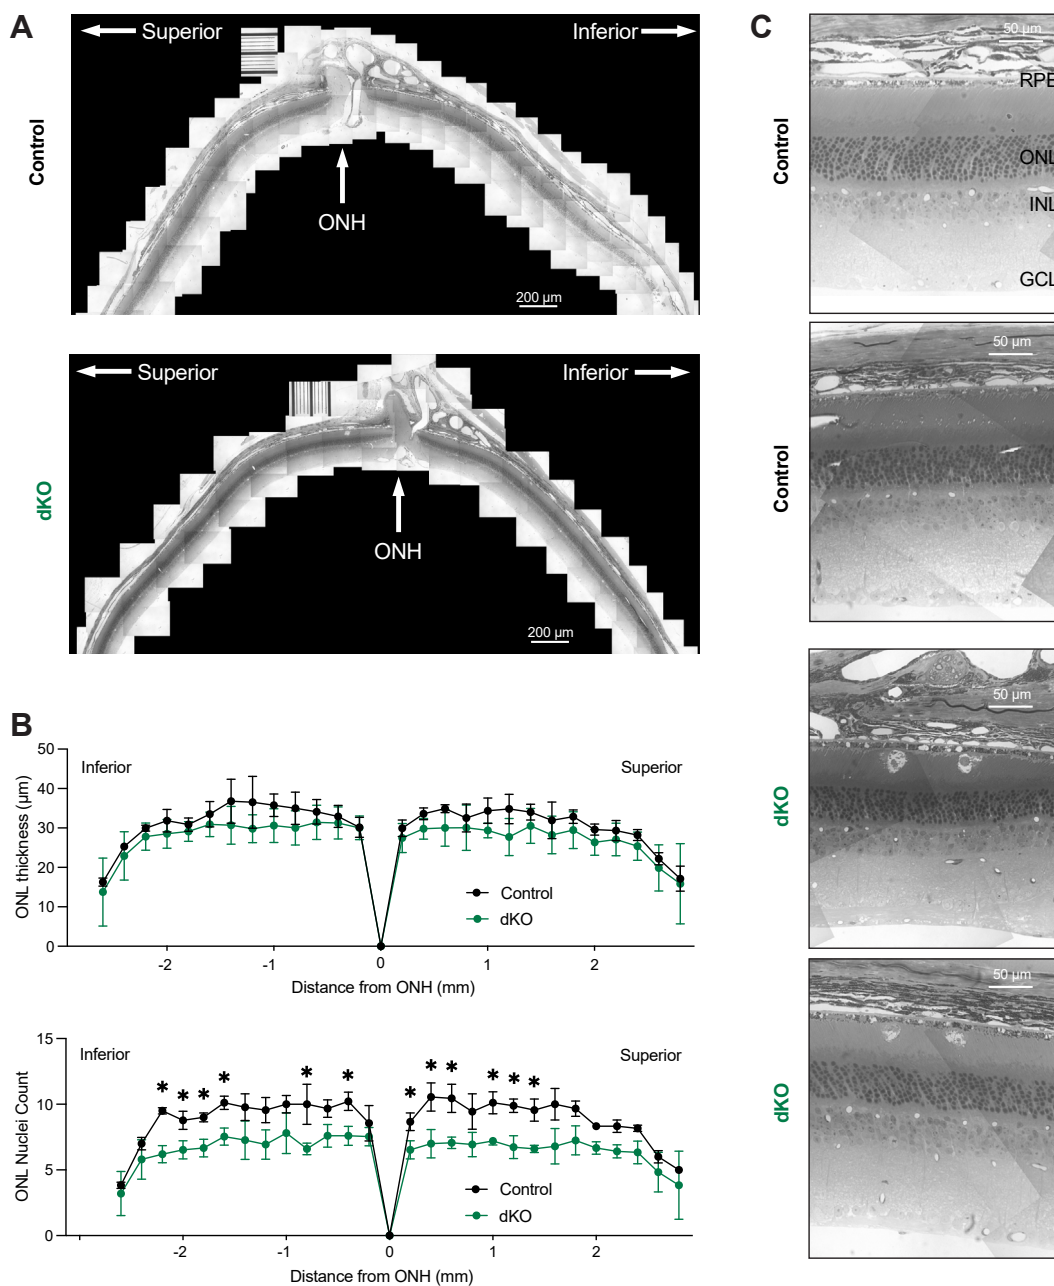 A
Superior
Inferior
Control
ONH
200 µm
Superior
Inferior
dKO
ONH
200 µm
B
50
40
30
20
10
0
ONL thickness (µm)
Inferior
Superior
Control
dKO
-2
-1
0
1
2
Distance from ONH (mm)
15
10
5
0
ONL Nuclei Count
Inferior
Superior
* * * * * * * * * * * *
Control
dKO
-2
-1
0
1
2
Distance from ONH (mm)
C
Control
50 µm
RPE
ONL
INL
GCL
Control
50 µm
dKO
50 µm
dKO
50 µm